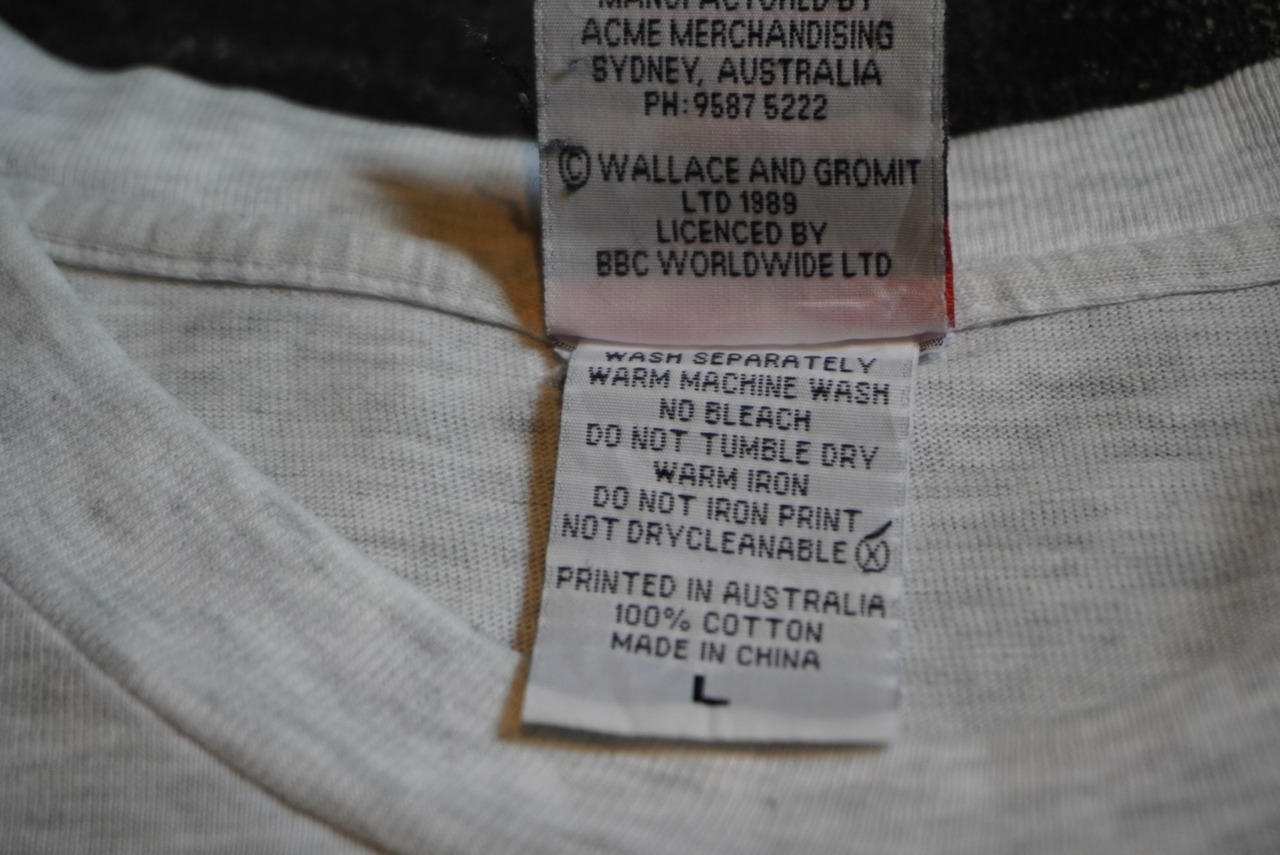 MANUFACTURED BY
ACME MERCHANDISING
SYDNEY, AUSTRALIA
PH: 9587 5222
© WALLACE AND GROMIT
LTD 1989
LICENCED BY
BBC WORLDWIDE LTD
WASH SEPARATELY
WARM MACHINE WASH
NO BLEACH
DO NOT TUMBLE DRY
WARM IRON
DO NOT IRON PRINT
NOT DRYCLEANABLE Ⓧ
PRINTED IN AUSTRALIA
100% COTTON
MADE IN CHINA
L